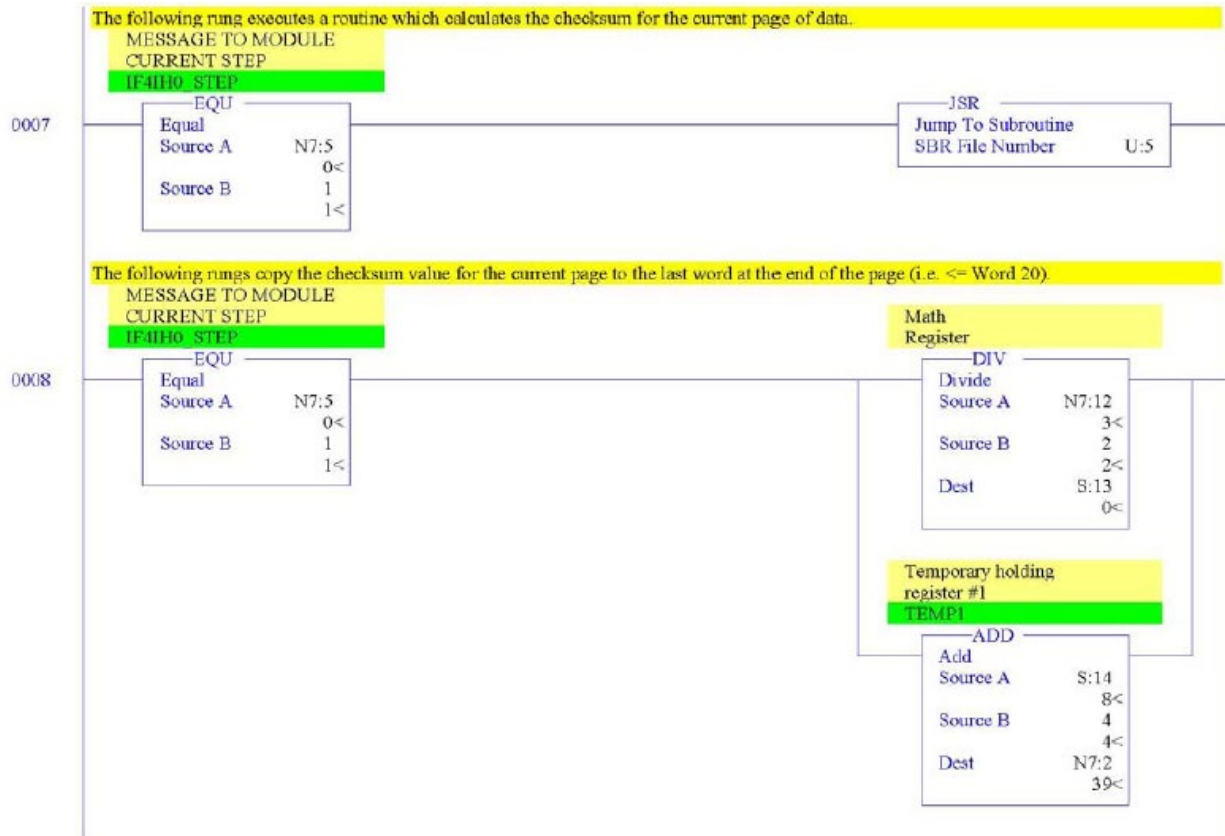 The following rung executes a routine which calculates the checksum for the current page of data.
MESSAGE TO MODULE
CURRENT STEP
IF4IH0_STEP
0007
EQU
Equal
Source A N7:5
0<
Source B 1
1<
JSR
Jump To Subroutine
SBR File Number U:5
The following rungs copy the checksum value for the current page to the last word at the end of the page (i.e. <= Word 20).
MESSAGE TO MODULE
CURRENT STEP
IF4IH0_STEP
0008
EQU
Equal
Source A N7:5
0<
Source B 1
1<
Math
Register
DIV
Divide
Source A N7:12
3<
Source B 2
2<
Dest S:13
0<
Temporary holding
register #1
TEMP1
ADD
Add
Source A S:14
8<
Source B 4
4<
Dest N7:2
39<